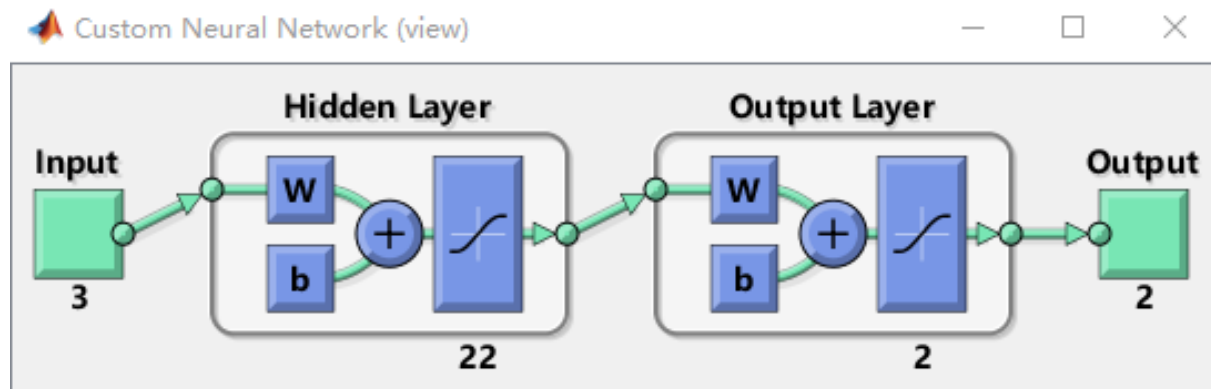 Custom Neural Network (view)
Hidden Layer
Output Layer
Input
Output
W
W
b
b
3
2
22
2